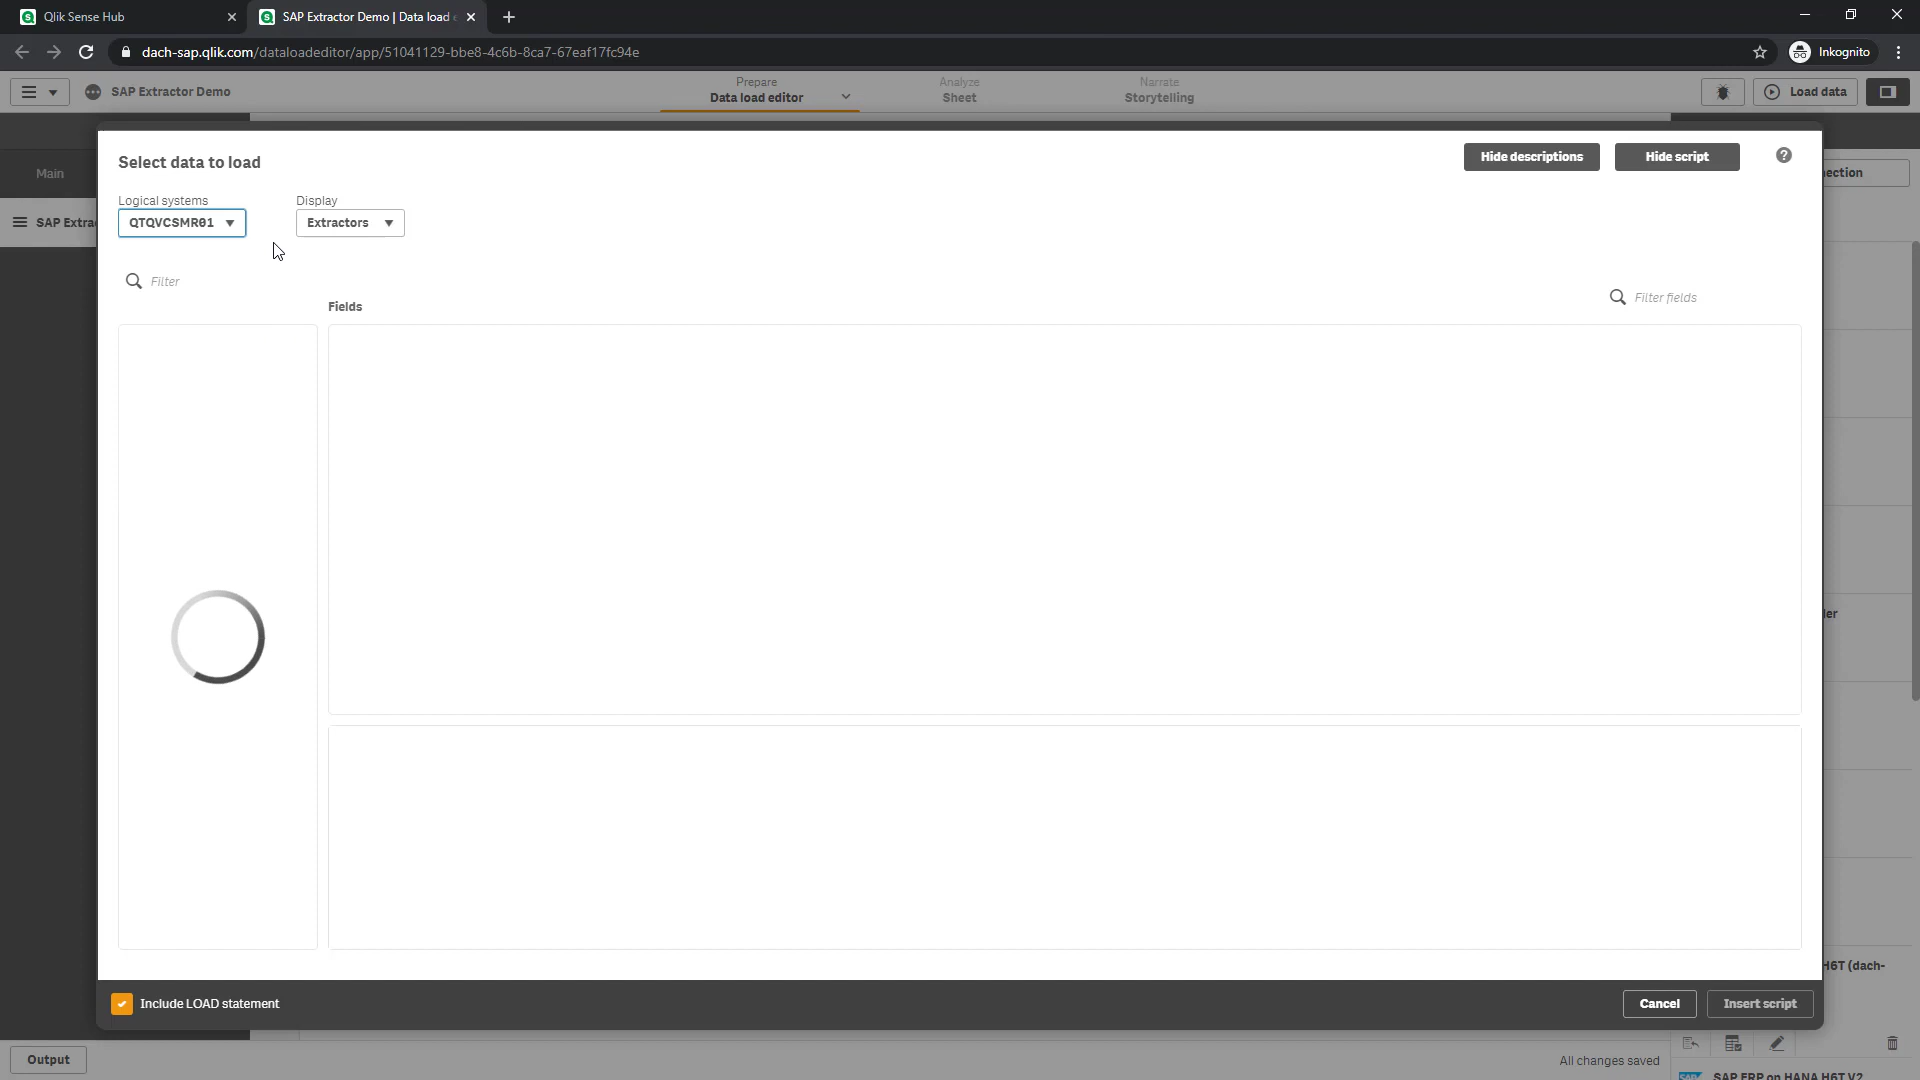 Qlik Sense Hub
SAP Extractor Demo | Data load
dach-sap.qlik.com/dataloadeditor/app/51041129-bbe8-4c6b-8ca7-67eaf17fc94e
Inkognito
SAP Extractor Demo
Prepare
Data load editor
Analyze
Sheet
Narrate
Storytelling
Load data
Select data to load
Hide descriptions
Hide script
?
Main
ection
Logical systems
Display
QTQVCSMR01
Extractors
SAP Extra
Filter
Filter fields
Fields
ler
H6T (dach-
Include LOAD statement
Cancel
Insert script
Output
All changes saved
SAP ERP on HANA H6T V2